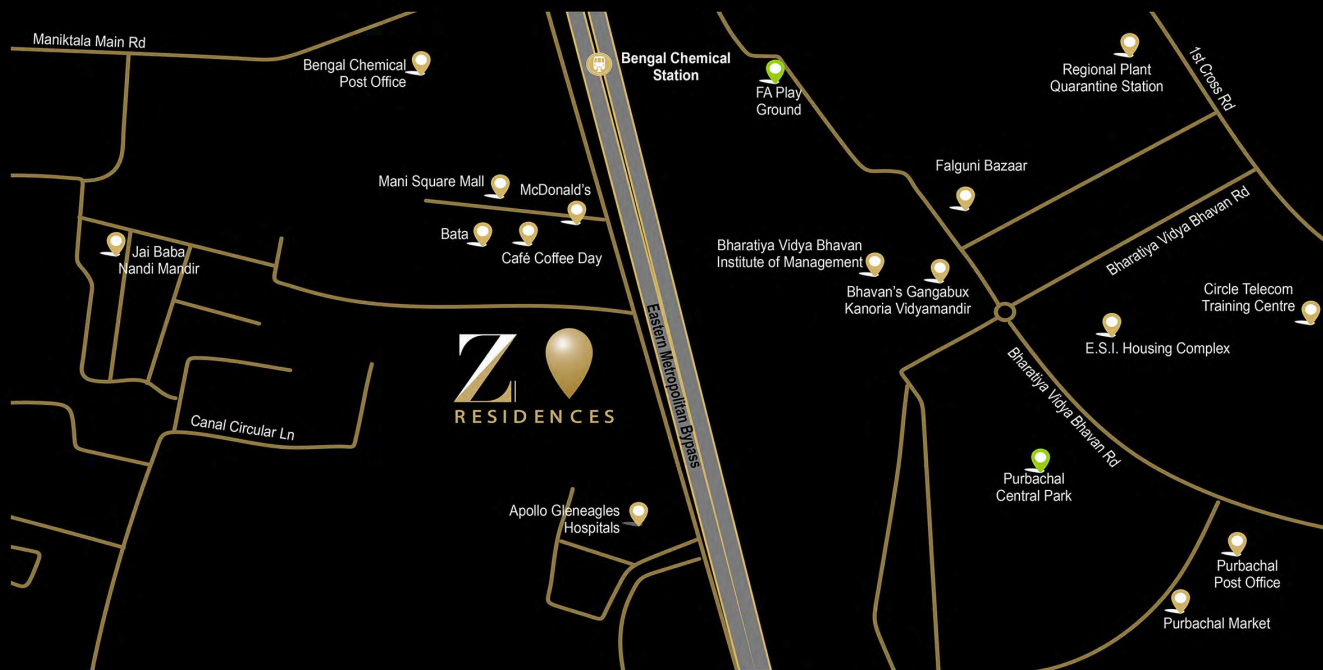 Maniktala Main Rd
Bengal Chemical
Post Office
Bengal Chemical
Station
FA Play
Ground
Regional Plant
Quarantine Station
1st Cross Rd
Mani Square Mall
McDonald's
Bata
Café Coffee Day
Falguni Bazaar
Jai Baba
Nandi Mandir
Bharatiya Vidya Bhavan
Institute of Management
Bhavan's Gangabux
Kanoria Vidyamandir
Bharatiya Vidya Bhavan Rd
Circle Telecom
Training Centre
E.S.I. Housing Complex
Eastern Metropolitan Bypass
Z
RESIDENCES
Bharatiya Vidya Bhavan Rd
Canal Circular Ln
Purbachal
Central Park
Apollo Gleneagles
Hospitals
Purbachal
Post Office
Purbachal Market